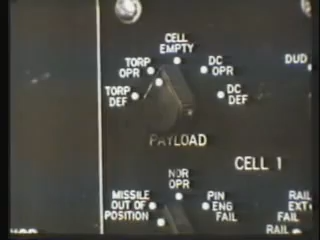 CELL
EMPTY
TORP
OPR
DC
OPR
DUD
TORP
DEF
DC
DEF
PAYLOAD
CELL 1
NOR
OPR
MISSILE
OUT OF
POSITION
PIN
ENG
FAIL
RAIL
EXT
FAIL
RAIL